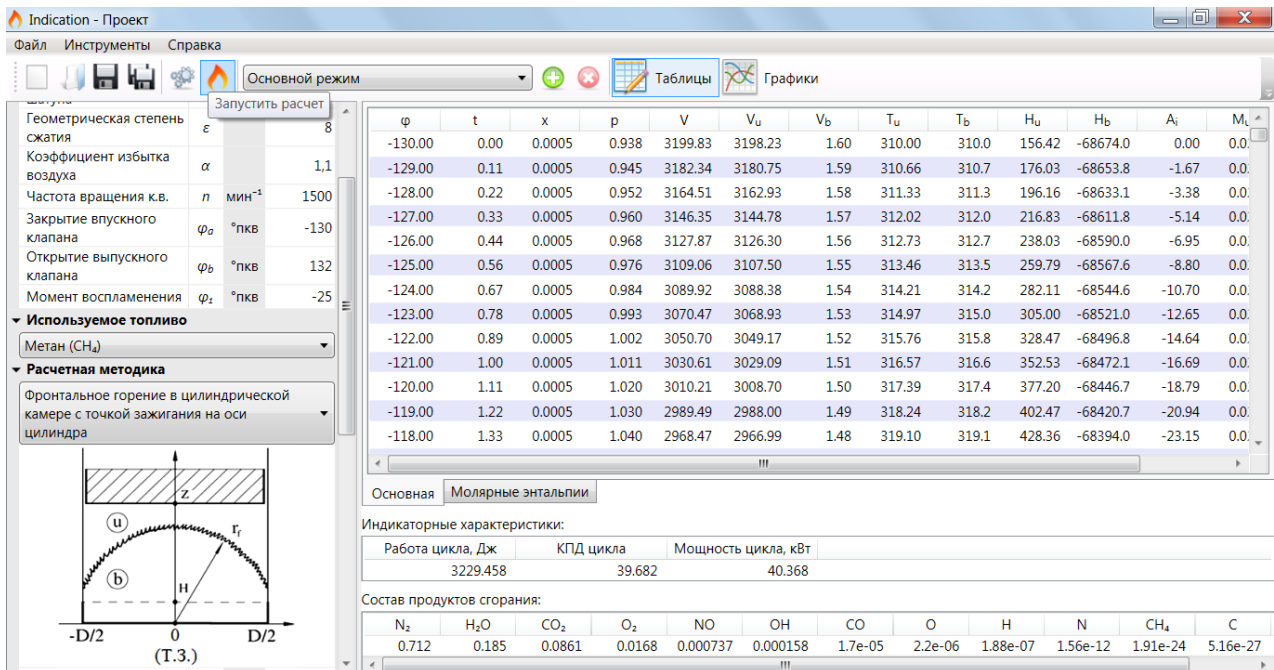 Indication - Проект
Файл Инструменты Справка
Основной режим Таблицы Графики
Запустить расчет
Геометрическая степень сжатия ε 8
Коэффициент избытка воздуха α 1,1
Частота вращения к.в. n мин⁻¹ 1500
Закрытие впускного клапана φa °пкв -130
Открытие выпускного клапана φb °пкв 132
Момент воспламенения φ₁ °пкв -25
Используемое топливо
Метан (CH₄)
Расчетная методика
Фронтальное горение в цилиндрической
камере с точкой зажигания на оси
цилиндра
z
u
rf
b
H
-D/2 0 D/2
(Т.З.)
φ t x p V Vu Vb Tu Tb Hu Hb Ai
-130.00 0.00 0.0005 0.938 3199.83 3198.23 1.60 310.00 310.0 156.42 -68674.0 0.00
-129.00 0.11 0.0005 0.945 3182.34 3180.75 1.59 310.66 310.7 176.03 -68653.8 -1.67
-128.00 0.22 0.0005 0.952 3164.51 3162.93 1.58 311.33 311.3 196.16 -68633.1 -3.38
-127.00 0.33 0.0005 0.960 3146.35 3144.78 1.57 312.02 312.0 216.83 -68611.8 -5.14
-126.00 0.44 0.0005 0.968 3127.87 3126.30 1.56 312.73 312.7 238.03 -68590.0 -6.95
-125.00 0.56 0.0005 0.976 3109.06 3107.50 1.55 313.46 313.5 259.79 -68567.6 -8.80
-124.00 0.67 0.0005 0.984 3089.92 3088.38 1.54 314.21 314.2 282.11 -68544.6 -10.70
-123.00 0.78 0.0005 0.993 3070.47 3068.93 1.53 314.97 315.0 305.00 -68521.0 -12.65
-122.00 0.89 0.0005 1.002 3050.70 3049.17 1.52 315.76 315.8 328.47 -68496.8 -14.64
-121.00 1.00 0.0005 1.011 3030.61 3029.09 1.51 316.57 316.6 352.53 -68472.1 -16.69
-120.00 1.11 0.0005 1.020 3010.21 3008.70 1.50 317.39 317.4 377.20 -68446.7 -18.79
-119.00 1.22 0.0005 1.030 2989.49 2988.00 1.49 318.24 318.2 402.47 -68420.7 -20.94
-118.00 1.33 0.0005 1.040 2968.47 2966.99 1.48 319.10 319.1 428.36 -68394.0 -23.15
Основная Молярные энтальпии
Индикаторные характеристики:
Работа цикла, Дж КПД цикла Мощность цикла, кВт
3229.458 39.682 40.368
Состав продуктов сгорания:
N₂ H₂O CO₂ O₂ NO OH CO O H N CH₄ C
0.712 0.185 0.0861 0.0168 0.000737 0.000158 1.7e-05 2.2e-06 1.88e-07 1.56e-12 1.91e-24 5.16e-27